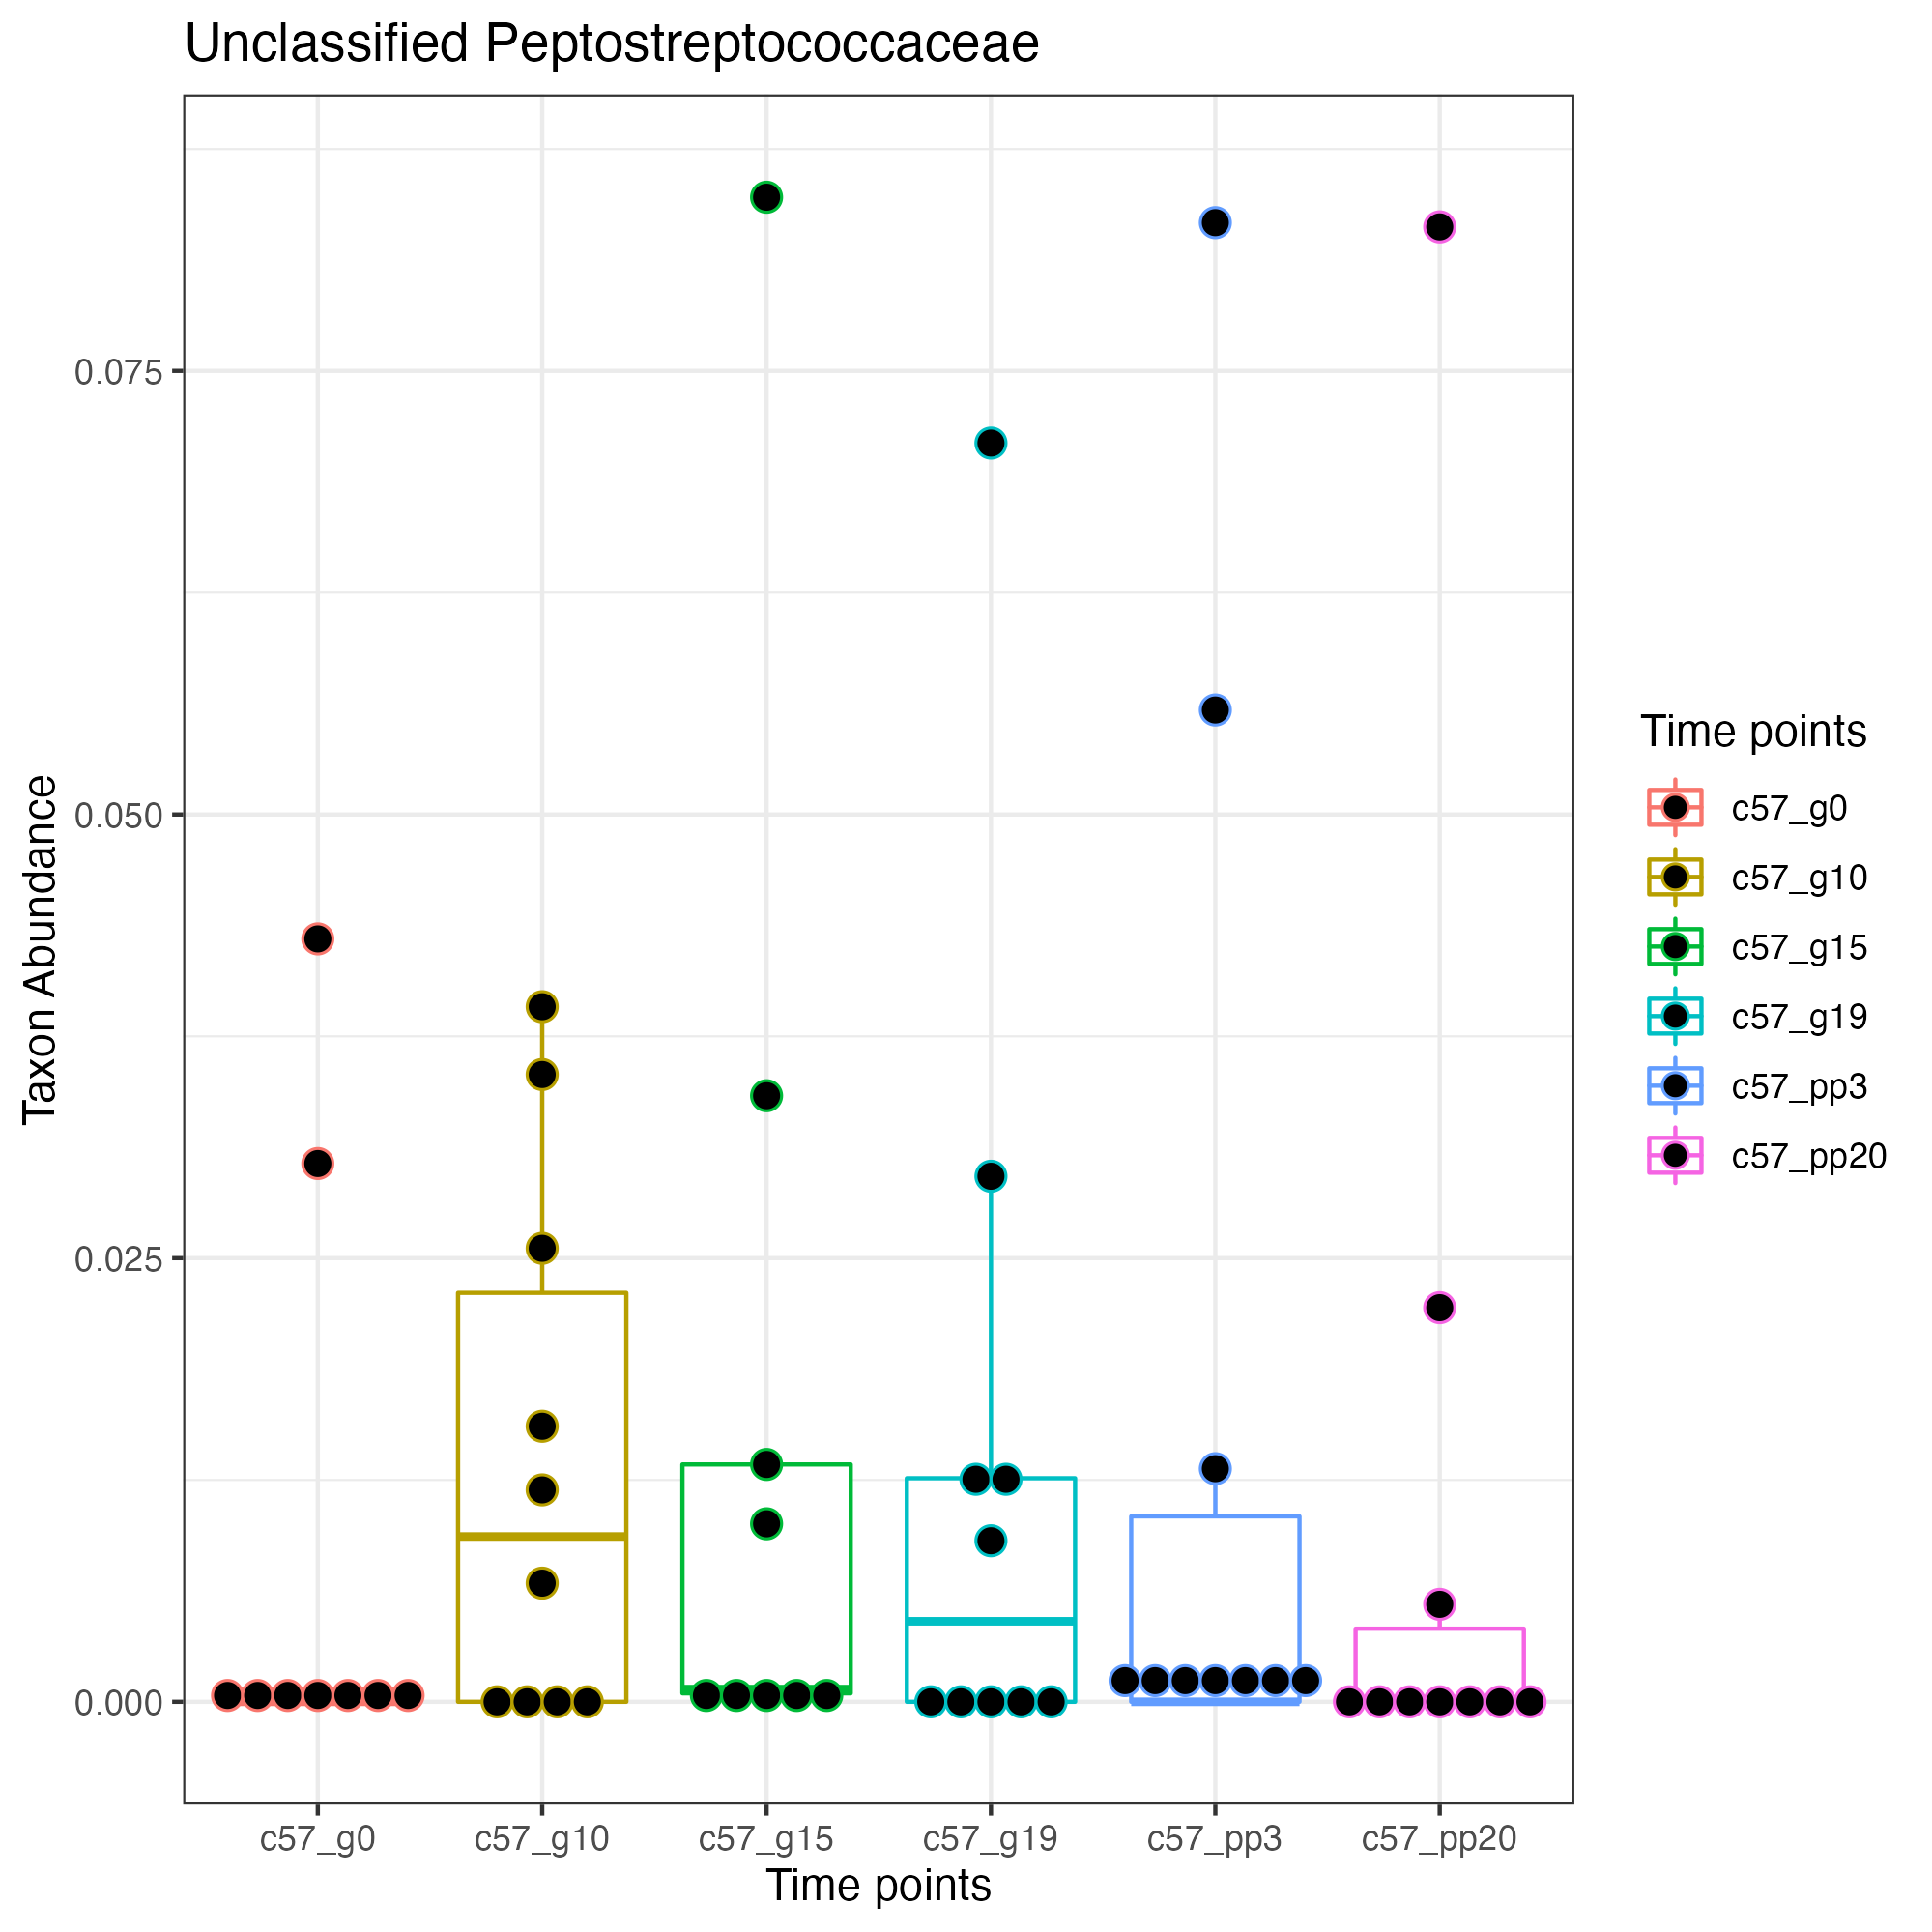 Unclassified Peptostreptococcaceae
0.075
0.050
0.025
0.000
Taxon Abundance
c57_g0
c57_g10
c57_g15
c57_g19
c57_pp3
c57_pp20
Time points
Time points
c57_g0
c57_g10
c57_g15
c57_g19
c57_pp3
c57_pp20